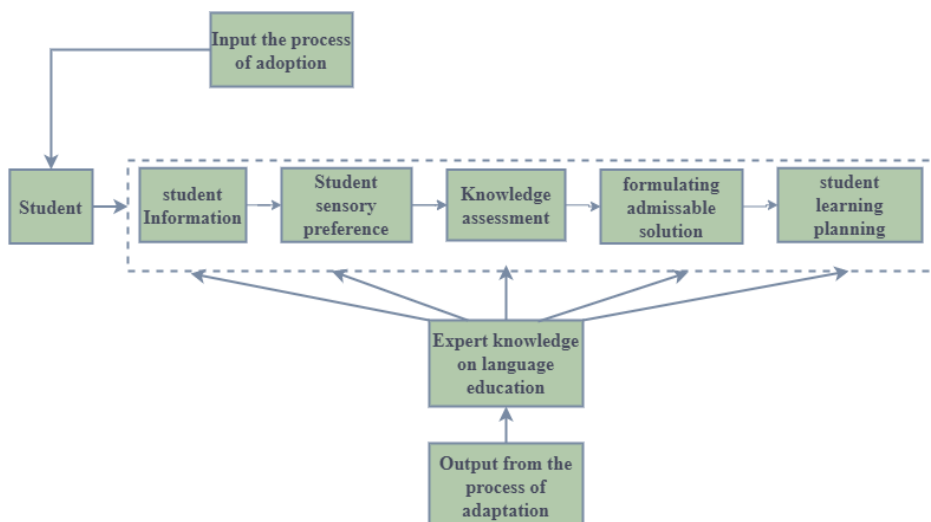 Input the process
of adoption
Student
student
Information
Student
sensory
preference
Knowledge
assessment
formulating
admissable
solution
student
learning
planning
Expert knowledge
on language
education
Output from the
process of
adaptation